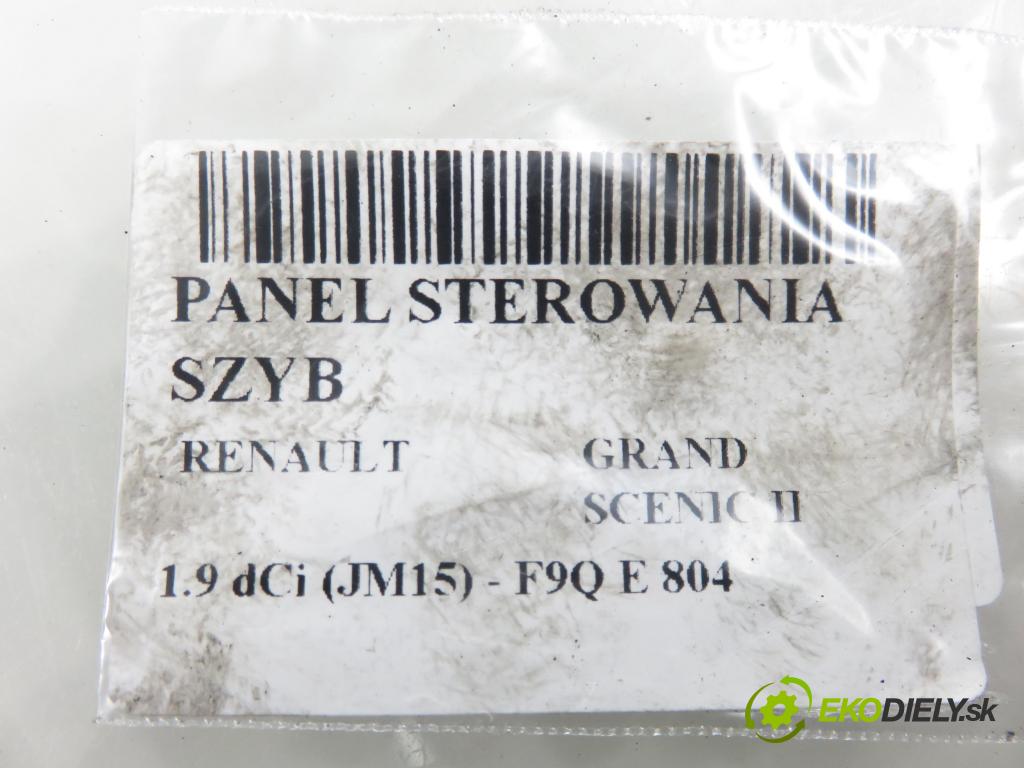 PANEL STEROWANIA
SZYB
RENAULT GRAND
SCENIC II
1.9 dCi (JM15) - F9Q E 804
EKODIELY.sk